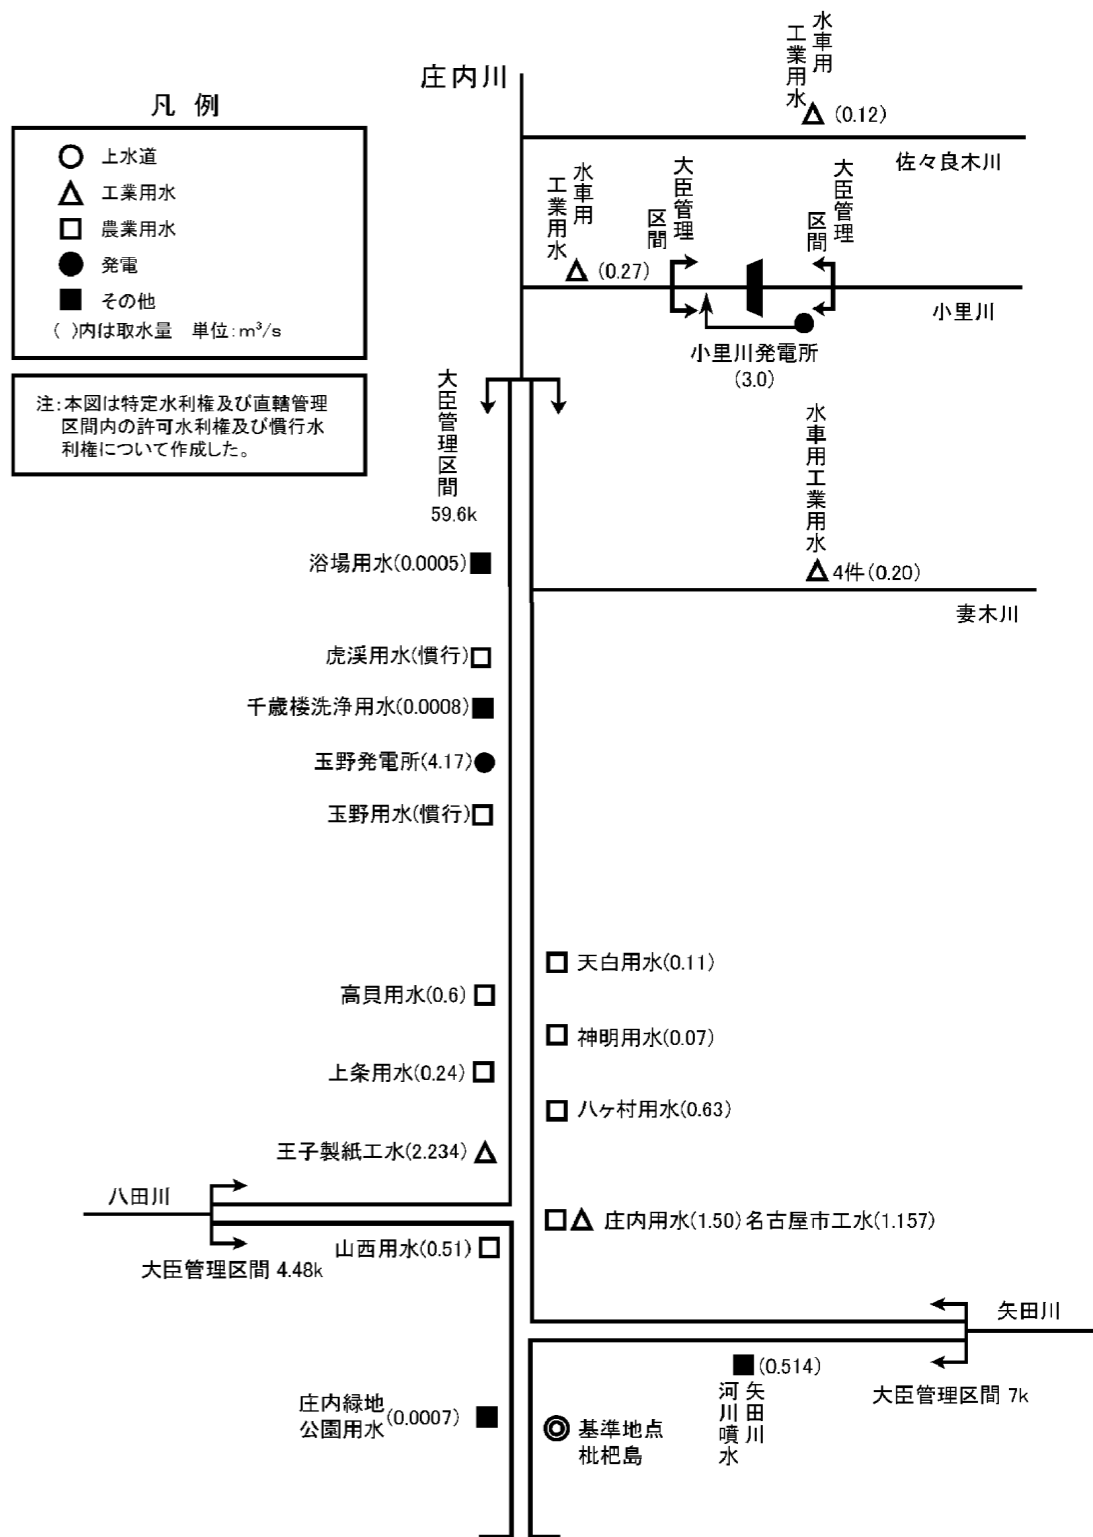 庄内川
水車用
工業用水
(0.12)
佐々良木川
凡 例
上水道
工業用水
農業用水
発電
その他
( )内は取水量 単位:m³/s
注:本図は特定水利権及び直轄管理
区間内の許可水利権及び慣行水
利権について作成した。
水車用
工業用水
(0.27)
大臣管理
区間
大臣管理
区間
小里川
小里川発電所
(3.0)
大臣管理区間
59.6k
水車用工業用水
4件(0.20)
妻木川
浴場用水(0.0005)
虎渓用水(慣行)
千歳楼洗浄用水(0.0008)
玉野発電所(4.17)
玉野用水(慣行)
天白用水(0.11)
高貝用水(0.6)
神明用水(0.07)
上条用水(0.24)
八ヶ村用水(0.63)
王子製紙工水(2.234)
八田川
庄内用水(1.50)名古屋市工水(1.157)
山西用水(0.51)
大臣管理区間 4.48k
矢田川
大臣管理区間 7k
(0.514)
矢田川
河川噴水
庄内緑地
公園用水
(0.0007)
基準地点
枇杷島